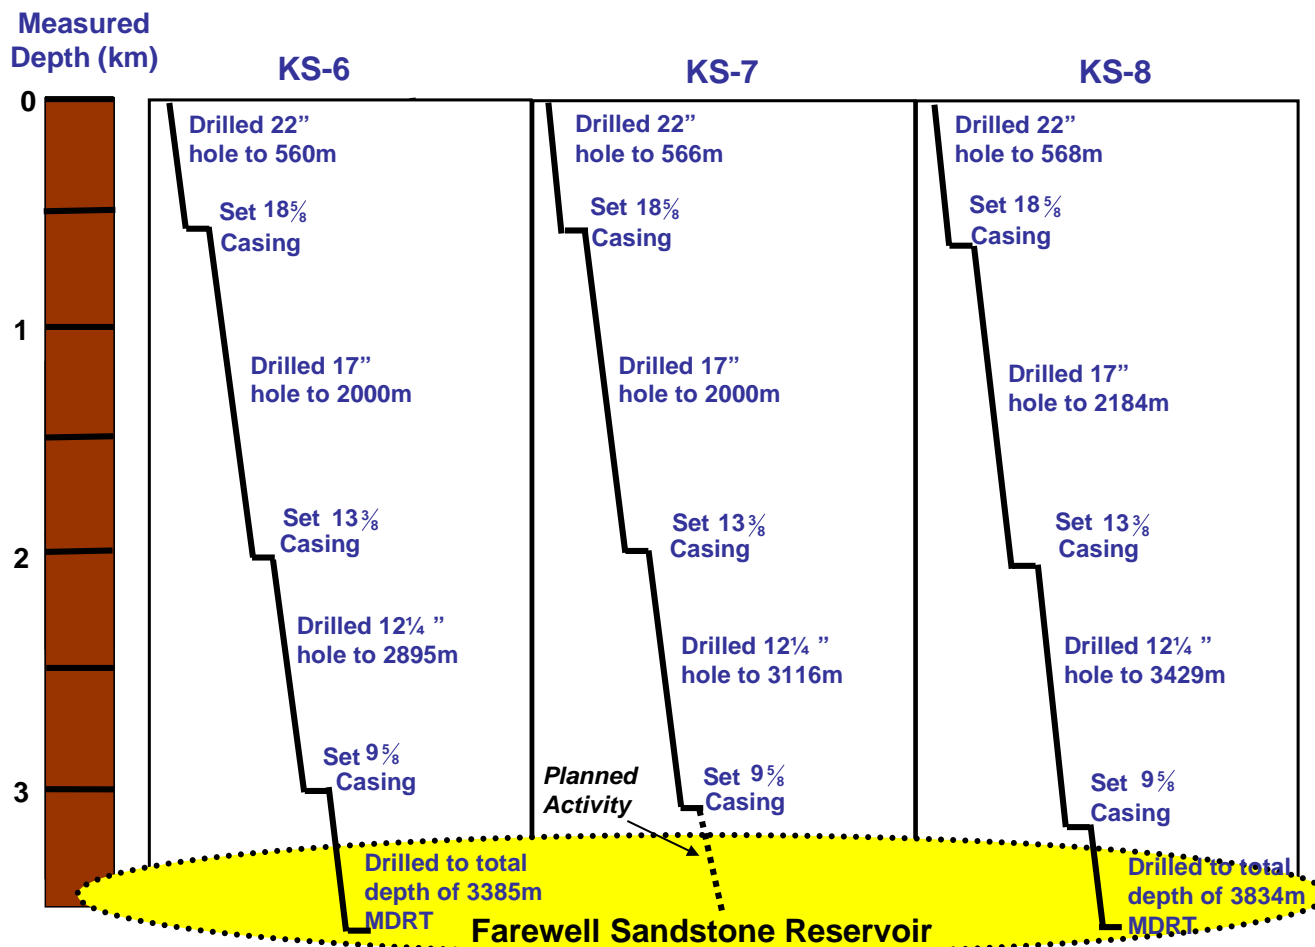 Measured
Depth (km)
KS-6
KS-7
KS-8
0
1
2
3
Drilled 22”
hole to 560m
Set 18⅝
Casing
Drilled 17”
hole to 2000m
Set 13⅜
Casing
Drilled 12¼ ”
hole to 2895m
Set 9⅝
Casing
Drilled to total
depth of 3385m
MDRT
Drilled 22”
hole to 566m
Set 18⅝
Casing
Drilled 17”
hole to 2000m
Set 13⅜
Casing
Drilled 12¼ ”
hole to 3116m
Set 9⅝
Casing
Planned
Activity
Drilled 22”
hole to 568m
Set 18⅝
Casing
Drilled 17”
hole to 2184m
Set 13⅜
Casing
Drilled 12¼ ”
hole to 3429m
Set 9⅝
Casing
Drilled to total
depth of 3834m
MDRT
Farewell Sandstone Reservoir